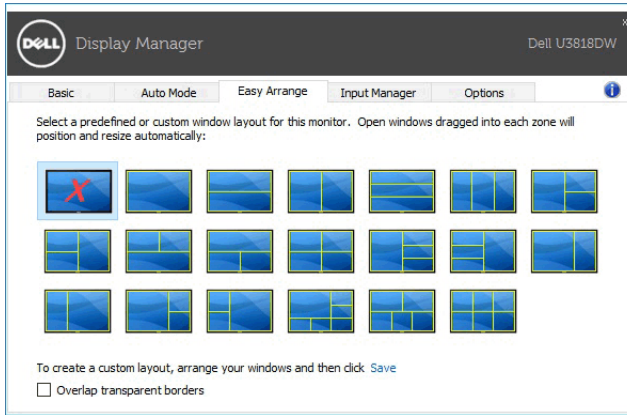 DELL Display Manager Dell U3818DW
Basic Auto Mode Easy Arrange Input Manager Options
Select a predefined or custom window layout for this monitor. Open windows dragged into each zone will
position and resize automatically:
To create a custom layout, arrange your windows and then click Save
Overlap transparent borders